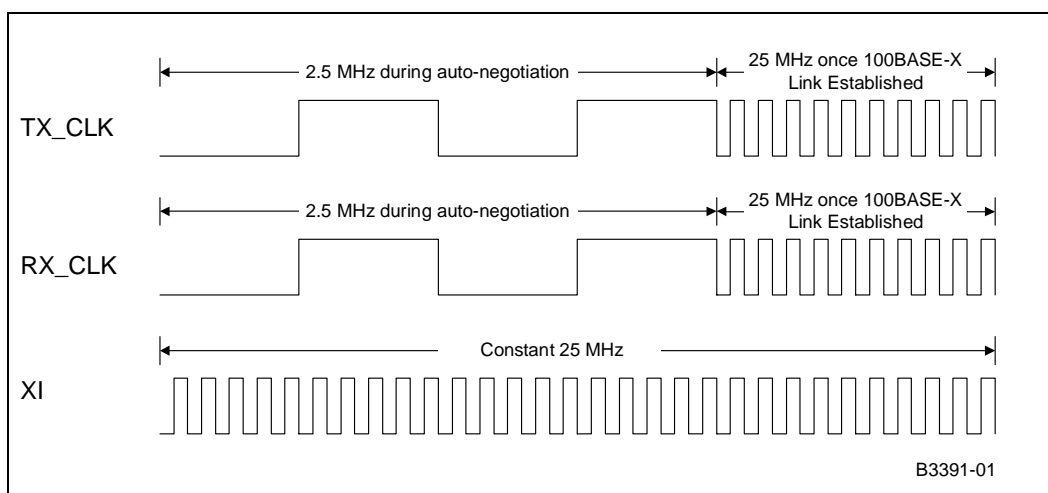 2.5 MHz during auto-negotiation
25 MHz once 100BASE-X
Link Established
TX_CLK
2.5 MHz during auto-negotiation
25 MHz once 100BASE-X
Link Established
RX_CLK
Constant 25 MHz
XI
B3391-01